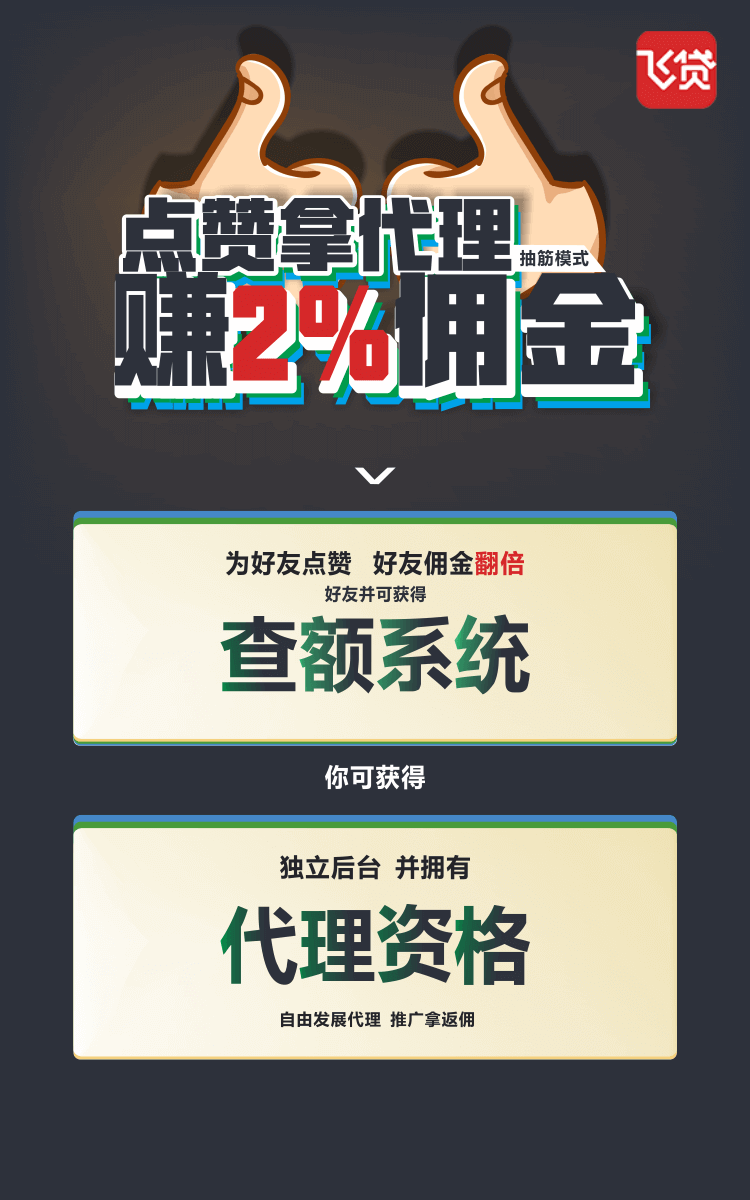 飞贷
点赞拿代理
抽筋模式
赚2%佣金
为好友点赞 好友佣金翻倍
好友并可获得
查额系统
你可获得
独立后台 并拥有
代理资格
自由发展代理 推广拿返佣